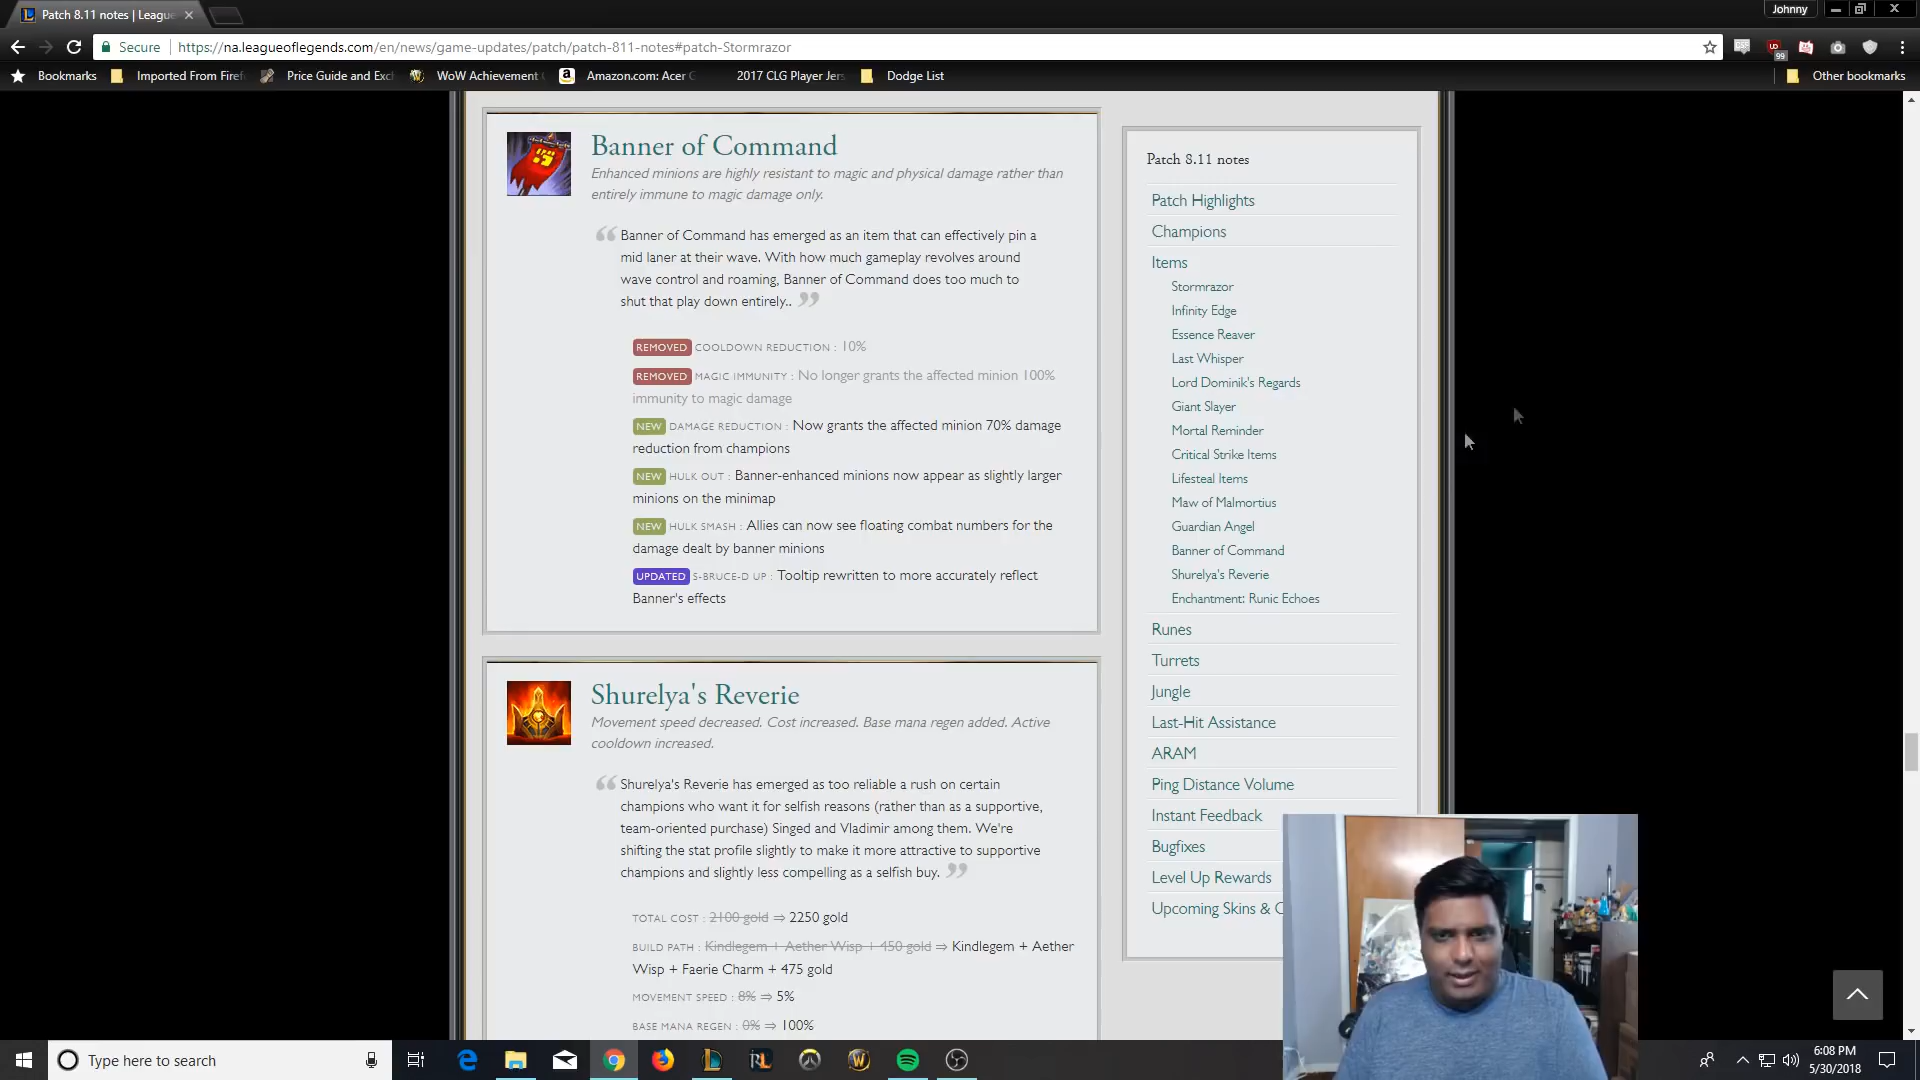 Patch 8.11 notes | League
Johnny
Secure
https://na.leagueoflegends.com/en/news/game-updates/patch/patch-811-notes#patch-Stormrazor
99
Bookmarks
Imported From Firef
Price Guide and Exc
WoW Achievement
Amazon.com: Acer
2017 CLG Player Jers
Dodge List
Other bookmarks
Banner of Command
Enhanced minions are highly resistant to magic and physical damage rather than
entirely immune to magic damage only.
“ Banner of Command has emerged as an item that can effectively pin a
mid laner at their wave. With how much gameplay revolves around
wave control and roaming, Banner of Command does too much to
shut that play down entirely.. ”
REMOVED COOLDOWN REDUCTION : 10%
REMOVED MAGIC IMMUNITY : No longer grants the affected minion 100%
immunity to magic damage
NEW DAMAGE REDUCTION : Now grants the affected minion 70% damage
reduction from champions
NEW HULK OUT : Banner-enhanced minions now appear as slightly larger
minions on the minimap
NEW HULK SMASH : Allies can now see floating combat numbers for the
damage dealt by banner minions
UPDATED S-BRUCE-D UP : Tooltip rewritten to more accurately reflect
Banner's effects
Shurelya's Reverie
Movement speed decreased. Cost increased. Base mana regen added. Active
cooldown increased.
“ Shurelya's Reverie has emerged as too reliable a rush on certain
champions who want it for selfish reasons (rather than as a supportive,
team-oriented purchase) Singed and Vladimir among them. We're
shifting the stat profile slightly to make it more attractive to supportive
champions and slightly less compelling as a selfish buy. ”
TOTAL COST : 2100 gold ⇒ 2250 gold
BUILD PATH : Kindlegem + Aether Wisp + 450 gold ⇒ Kindlegem + Aether
Wisp + Faerie Charm + 475 gold
MOVEMENT SPEED : 8% ⇒ 5%
BASE MANA REGEN : 0% ⇒ 100%
Patch 8.11 notes
Patch Highlights
Champions
Items
Stormrazor
Infinity Edge
Essence Reaver
Last Whisper
Lord Dominik's Regards
Giant Slayer
Mortal Reminder
Critical Strike Items
Lifesteal Items
Maw of Malmortius
Guardian Angel
Banner of Command
Shurelya's Reverie
Enchantment: Runic Echoes
Runes
Turrets
Jungle
Last-Hit Assistance
ARAM
Ping Distance Volume
Instant Feedback
Bugfixes
Level Up Rewards
Upcoming Skins & C
Type here to search
RL
6:08 PM
5/30/2018